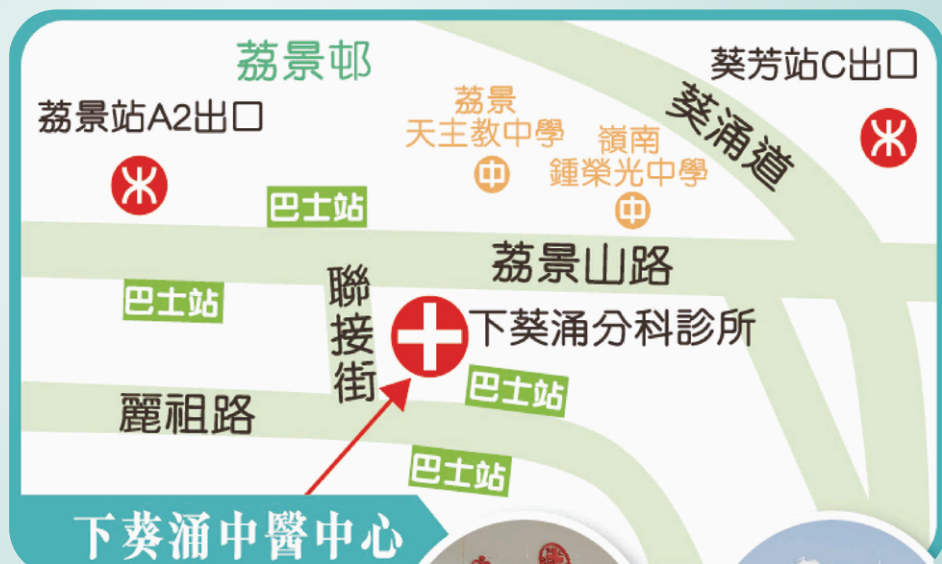 荔景邨
葵芳站C出口
荔景站A2出口
荔景
天主教中學
嶺南
鍾榮光中學
葵涌道
中
中
巴士站
荔景山路
巴士站
聯接街
下葵涌分科診所
巴士站
麗祖路
巴士站
下葵涌中醫中心